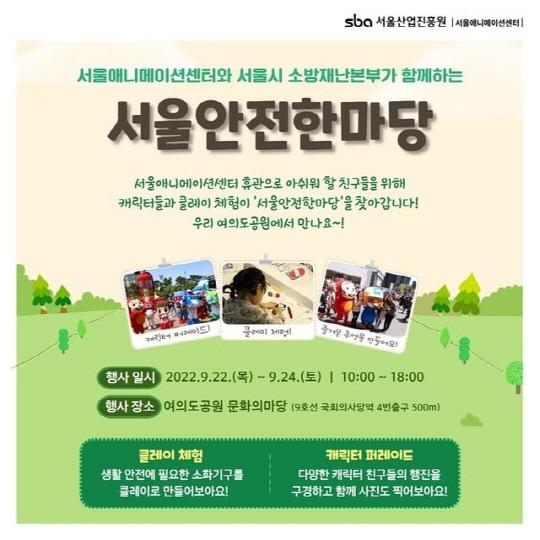 sba 서울산업진흥원 | 서울애니메이션센터 |
서울애니메이션센터와 서울시 소방재난본부가 함께하는
서울안전한마당
서울애니메이션센터 휴관으로 아쉬워 할 친구들을 위해
캐릭터들과 클레이 체험이 '서울안전한마당'을 찾아갑니다!
우리 여의도공원에서 만나요~!
캐릭터 퍼레이드!
클레이 체험!
즐거운 추억을 만들어요!
행사 일시 2022.9.22.(목) ~ 9.24.(토) | 10:00 ~ 18:00
행사 장소 여의도공원 문화의마당 (9호선 국회의사당역 4번출구 500m)
클레이 체험
생활 안전에 필요한 소화기구를
클레이로 만들어보아요!
캐릭터 퍼레이드
다양한 캐릭터 친구들의 행진을
구경하고 함께 사진도 찍어보아요!